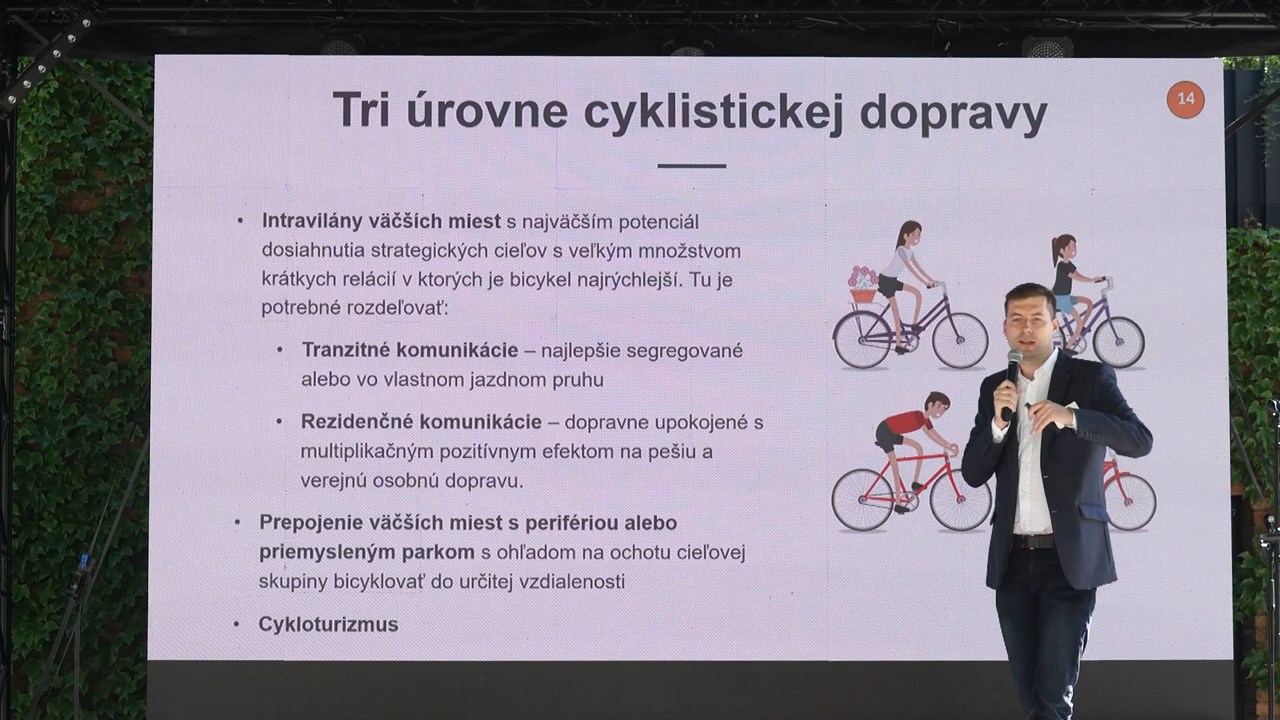 Tri úrovne cyklistickej dopravy
14
• Intravilány väčších miest s najväčším potenciál
dosiahnutia strategických cieľov s veľkým množstvom
krátkych relácií v ktorých je bicykel najrýchlejší. Tu je
potrebné rozdeľovať:
• Tranzitné komunikácie – najlepšie segregované
alebo vo vlastnom jazdnom pruhu
• Rezidenčné komunikácie – dopravne upokojené s
multiplikačným pozitívnym efektom na pešiu a
verejnú osobnú dopravu.
• Prepojenie väčších miest s perifériou alebo
priemysleným parkom s ohľadom na ochotu cieľovej
skupiny bicyklovať do určitej vzdialenosti
• Cykloturizmus